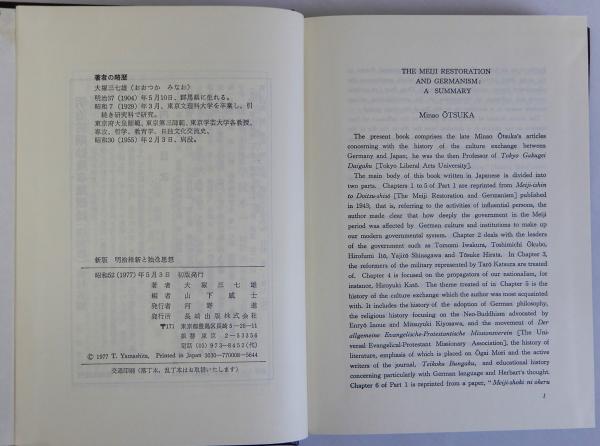 著者の略歴
大塚三七雄（おおつか みなお）
明治37（1904）年5月10日、群馬県に生れる。
昭和7（1929）年3月、東京文理科大学を卒業し、引
続き研究科で研究。
東京府大泉師範、東京第三師範、東京学芸大学各教授。
専攻、哲学、教育学、日独文化交流史。
昭和30（1955）年2月3日、病没。
新版 明治維新と独逸思想
昭和52（1977）年5月3日 初版発行
著者 大塚三七雄
編者 山下威士
発行者 河野進
発行所 長崎出版株式会社
〒171 東京都豊島区長崎5-26-11
振替東京2-53356
電話(03)973-8452(代)
© 1977 T. Yamashita, Printed in Japan 3030-770008-5644
交通印刷（落丁本、乱丁本はお取替いたします）
THE MEIJI RESTORATION
AND GERMANISM:
A SUMMARY
Minao ŌTSUKA
The present book comprises the late Minao Ōtsuka's articles
concerning with the history of the culture exchange between
Germany and Japan; he was then Professor of Tokyo Gakugei
Daigaku [Tokyo Liberal Arts University].
The main body of this book written in Japanese is divided into
two parts. Chapters 1 to 5 of Part 1 are reprinted from Meiji-ishin
to Doitsu-shisō [The Meiji Restoration and Germanism] published
in 1943, that is, referring to the activities of influential persons, the
author made clear that how deeply the government in the Meiji
period was affected by German culture and institutions to make up
our modern governmental system. Chapter 2 deals with the leaders
of the government such as Tomomi Iwakura, Toshimichi Ōkubo,
Hirofumi Itō, Yajirō Shinagawa and Tōsuke Hirata. In Chapter 3,
the reformers of the military represented by Tarō Katsura are treated
of. Chapter 4 is focused on the propagators of our nationalism, for
instance, Hiroyuki Katō. The theme treated of in Chapter 5 is the
history of the culture exchange which the author was most acquainted
with. It includes the history of the adoption of German philosophy,
the religious history focusing on the Neo-Buddhism advocated by
Enryō Inoue and Mitsuyuki Kiyosawa, and the movement of Der
allgemeine Evangelische-Protestantische Missionsverein [The Uni-
versal Evangelical-Protestant Missionary Association], the history of
literature, emphasis of which is placed on Ōgai Mori and the active
writers of the journal, Teikoku Bungaku, and educational history
concerning particularly with German language and Herbart's thought.
Chapter 6 of Part 1 is reprinted from a paper, "Meiji-shoki ni okeru
1